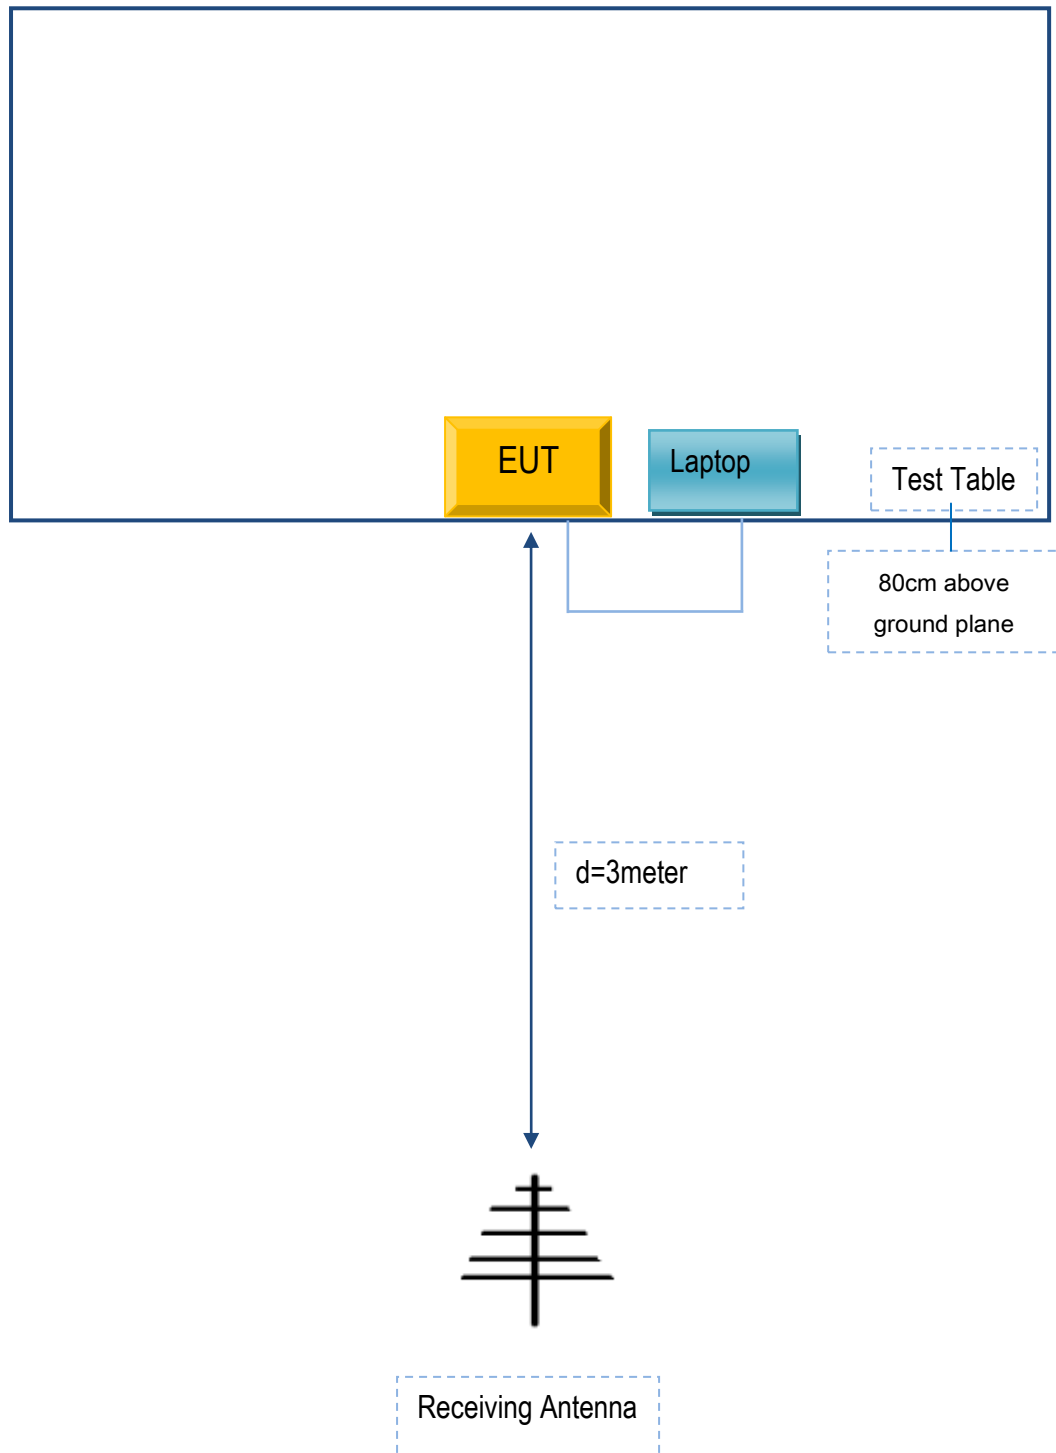 EUT
Laptop
Test Table
80cm above
ground plane
d=3meter
Receiving Antenna